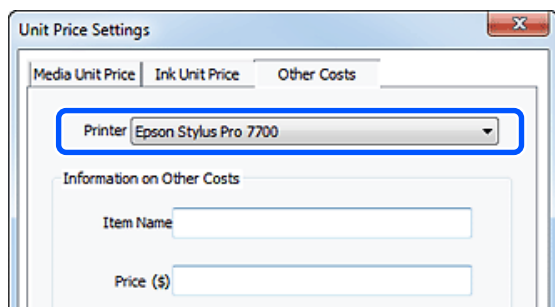 Unit Price Settings
Media Unit Price Ink Unit Price Other Costs
Printer Epson Stylus Pro 7700
Information on Other Costs
Item Name
Price ($)